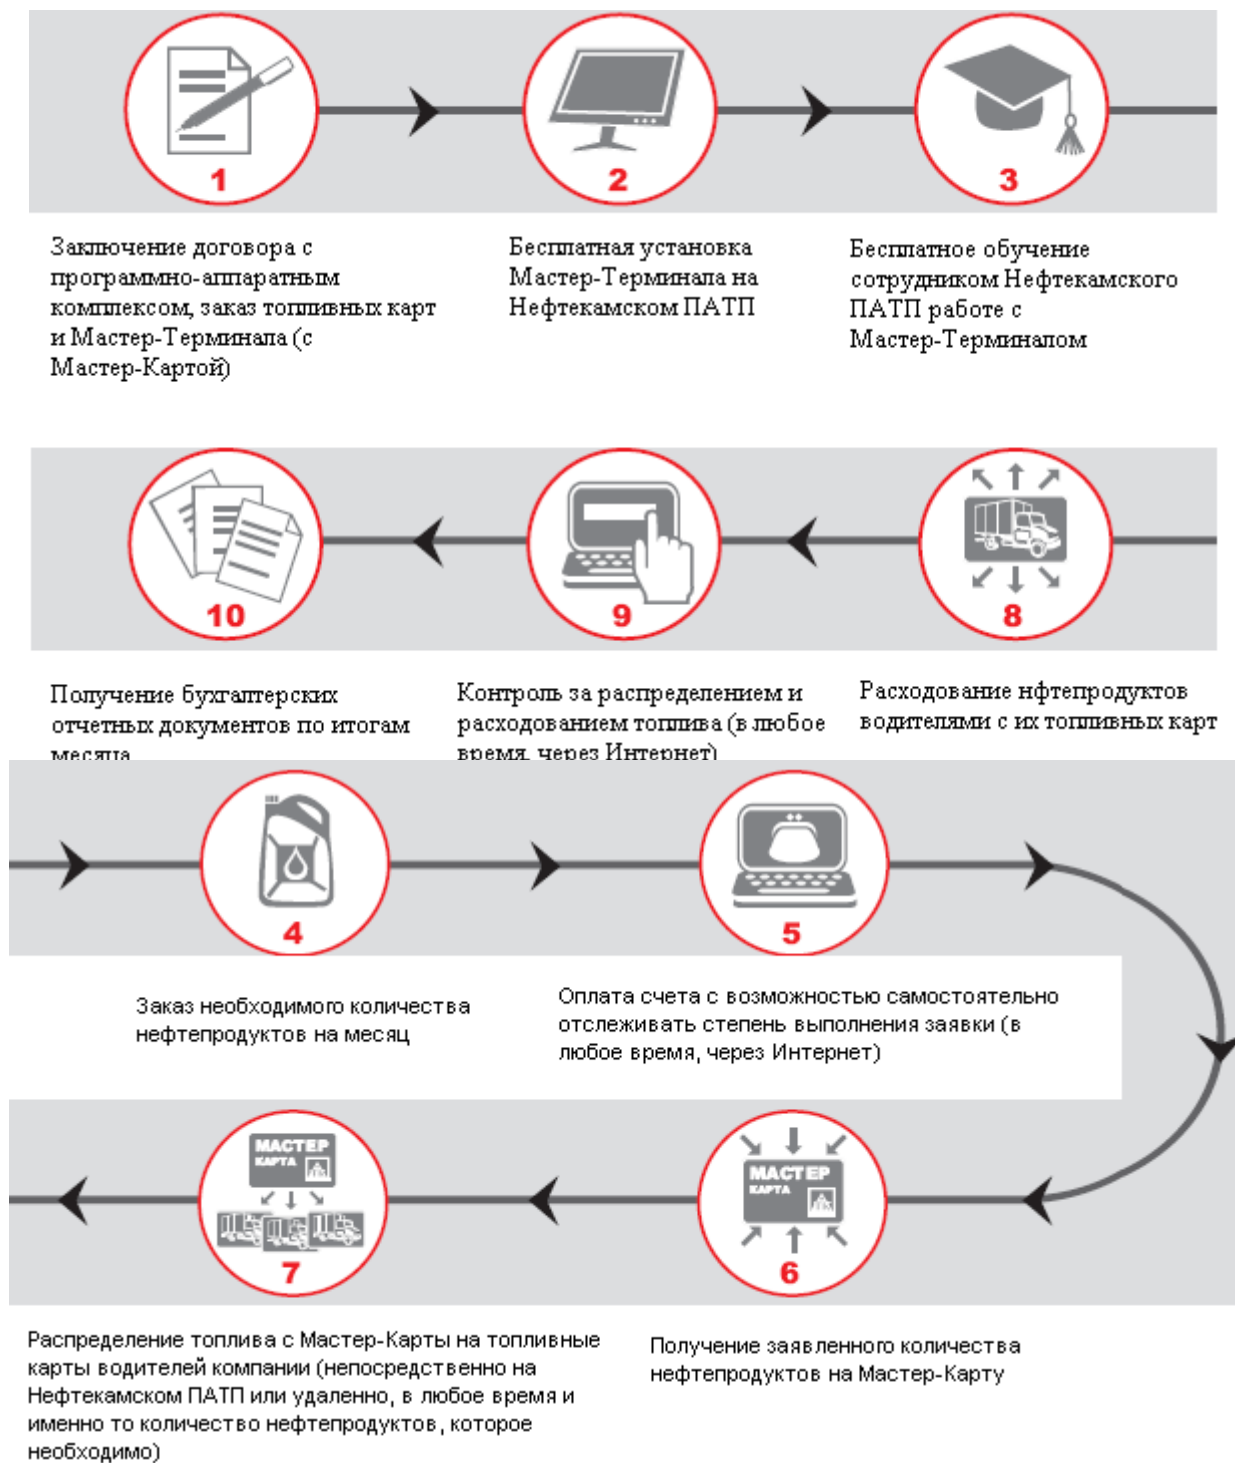 1
2
3
Заключение договора с
программно-аппаратным
комплексом, заказ топливных карт
и Мастер-Терминала (с
Мастер-Картой)
Бесплатная установка
Мастер-Терминала на
Нефтекамском ПАТП
Бесплатное обучение
сотрудником Нефтекамского
ПАТП работе с
Мастер-Терминалом
10
9
8
Получение бухгалтерских
отчетных документов по итогам
месяца
Контроль за распределением и
расходованием топлива (в любое
время, через Интернет)
Расходование нфтепродуктов
водителями с их топливных карт
4
5
Заказ необходимого количества
нефтепродуктов на месяц
Оплата счета с возможностью самостоятельно
отслеживать степень выполнения заявки (в
любое время, через Интернет)
МАСТЕР
КАРТА
7
МАСТЕР
КАРТА
6
Распределение топлива с Мастер-Карты на топливные
карты водителей компании (непосредственно на
Нефтекамском ПАТП или удаленно, в любое время и
именно то количество нефтепродуктов, которое
необходимо)
Получение заявленного количества
нефтепродуктов на Мастер-Карту